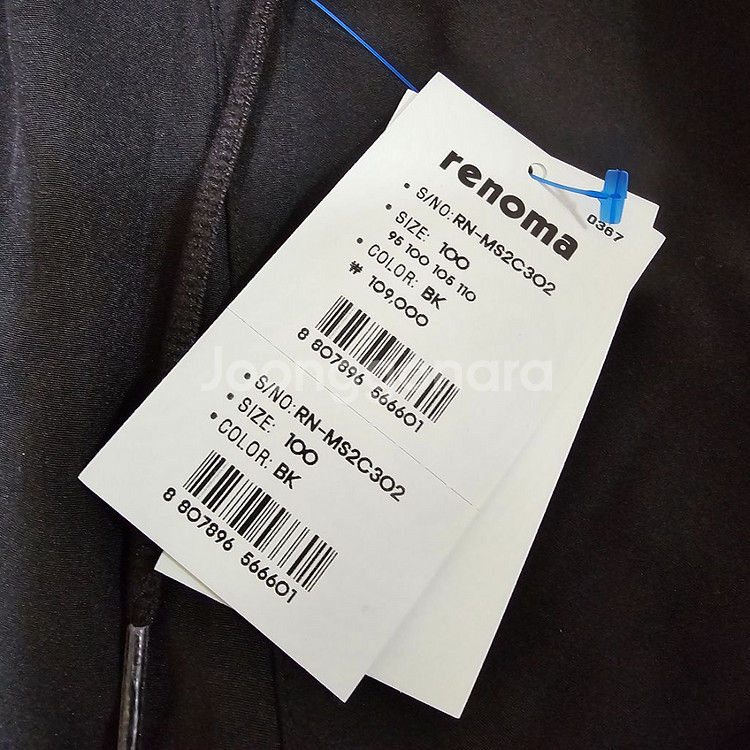 renoma
0367
• S/NO: RN-MS2C302
• SIZE: 100
95 100 105 110
• COLOR: BK
₩ 109,000
8 807896 566601
Joonggonara
• S/NO: RN-MS2C302
• SIZE: 100
• COLOR: BK
8 807896 566601